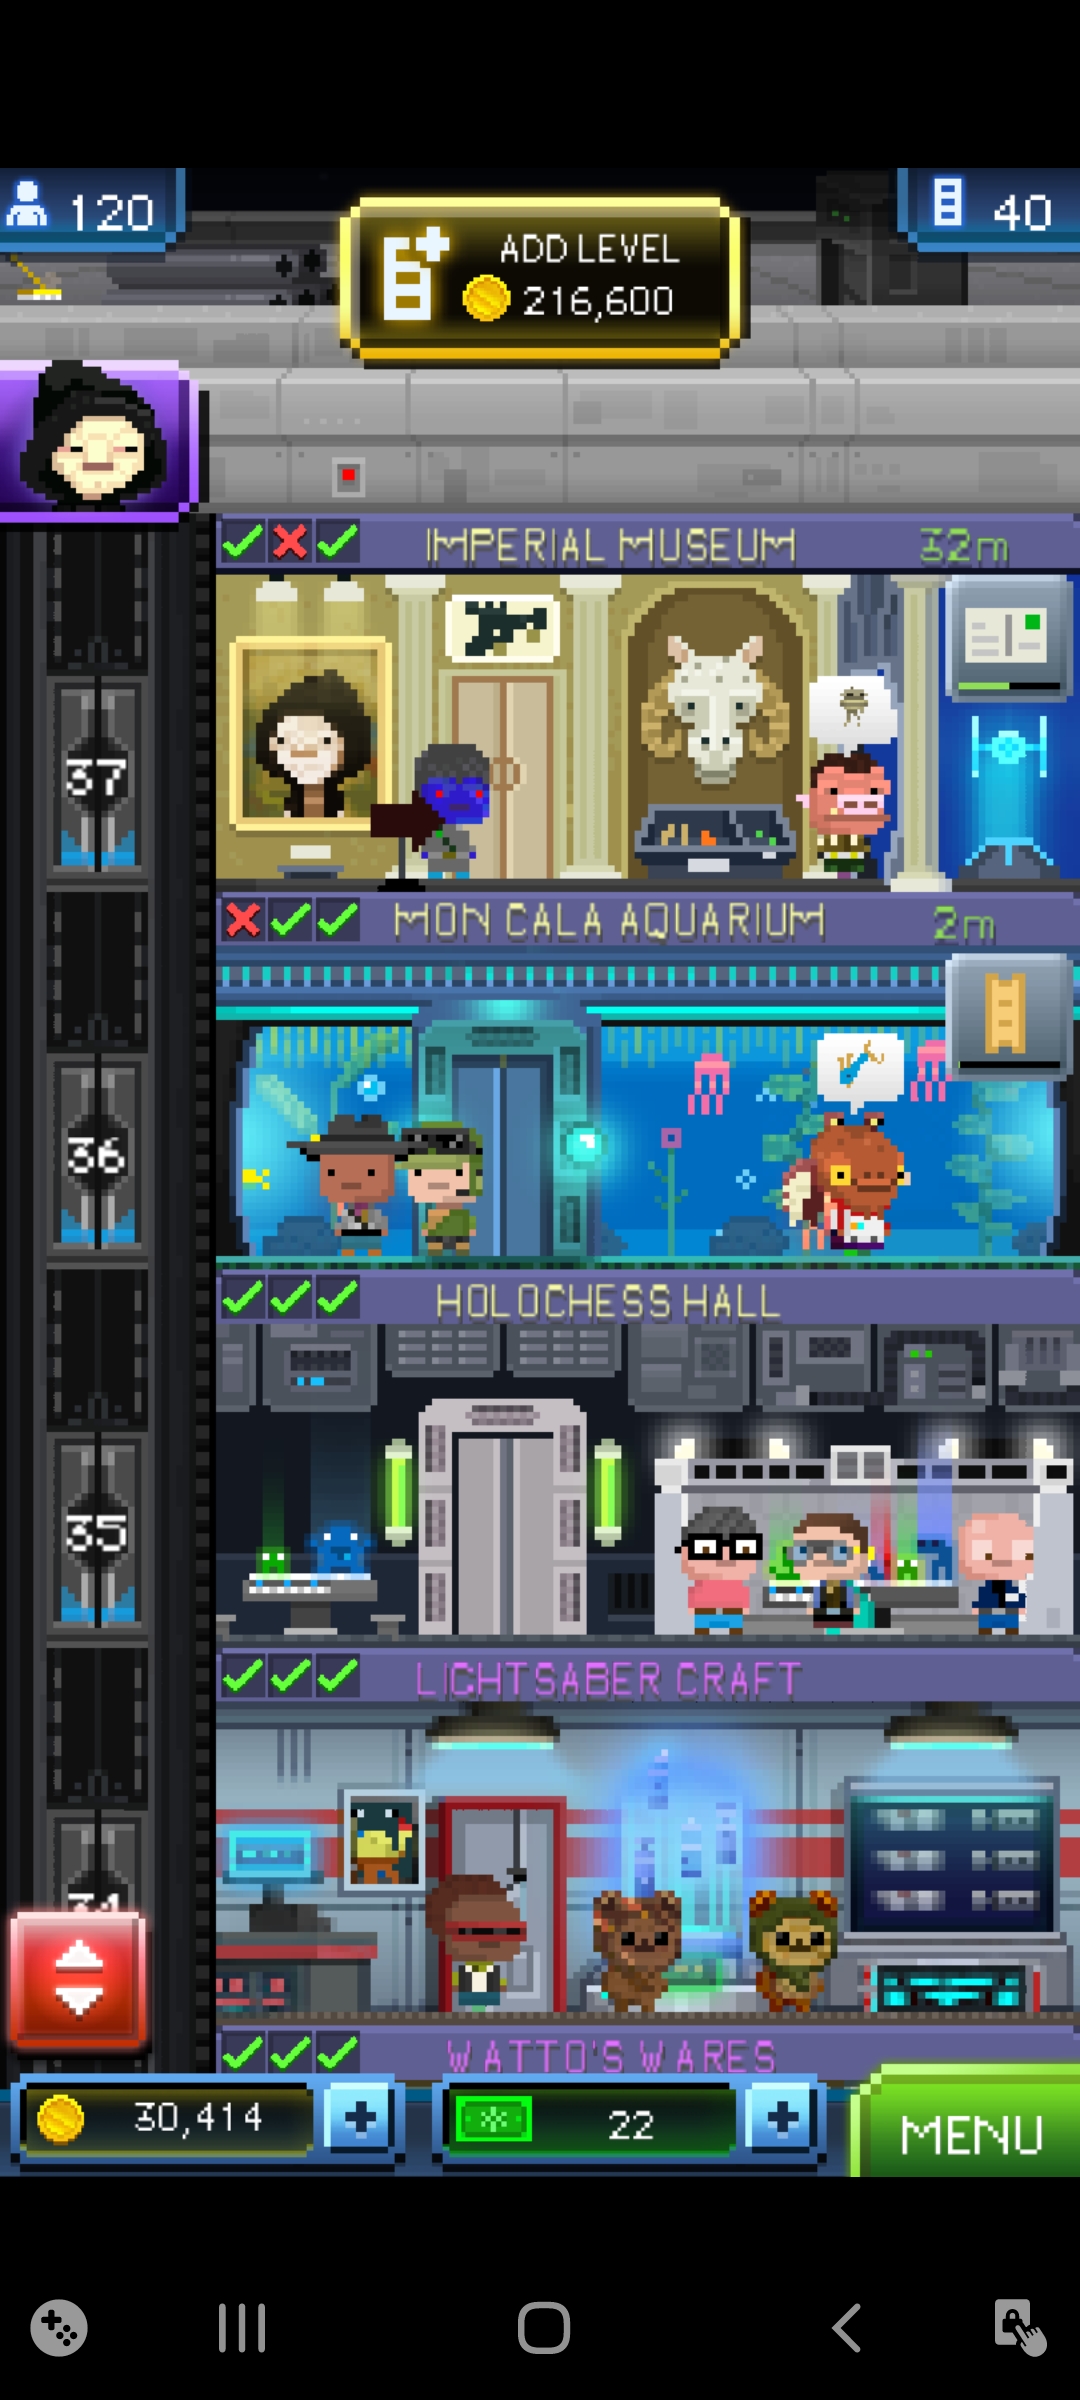 120
ADD LEVEL
216,600
40
IMPERIAL MUSEUM 32m
37
MON CALA AQUARIUM 2m
36
HOLOCHESS HALL
35
LIGHTSABER CRAFT
34
WATTO'S WARES
30,414
22
MENU